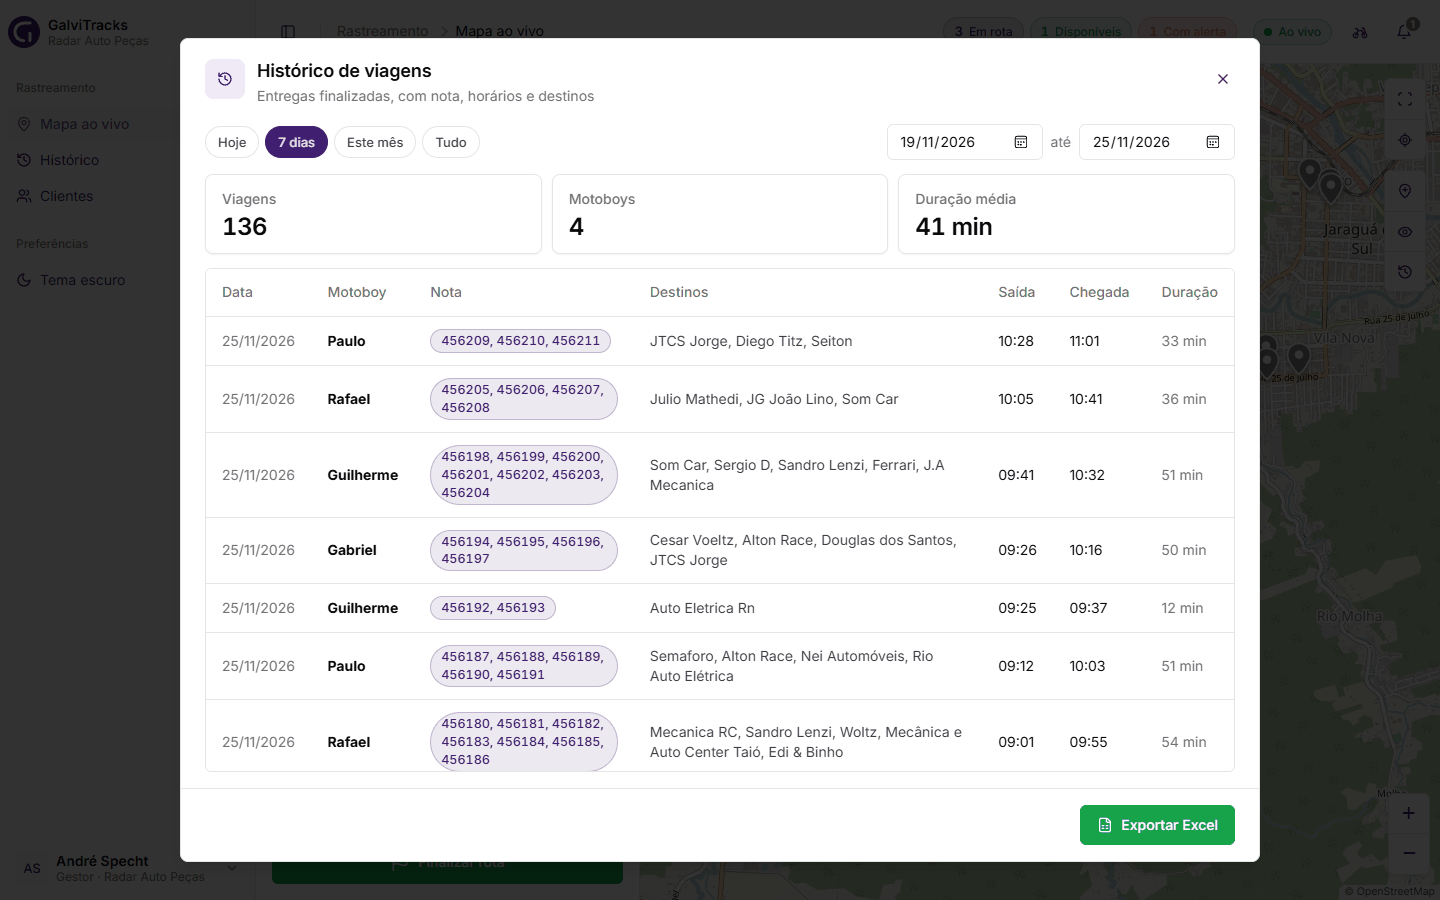 GalviTracks
Radar Auto Peças
Rastreamento
Mapa ao vivo
Histórico
Clientes
Preferências
Tema escuro
AS
André Specht
Gestor · Radar Auto Peças
Rastreamento > Mapa ao vivo
3 Em rota
1 Disponíveis
1 Com alerta
Ao vivo
1
Histórico de viagens
Entregas finalizadas, com nota, horários e destinos
Hoje
7 dias
Este mês
Tudo
19/11/2026
até
25/11/2026
Viagens
136
Motoboys
4
Duração média
41 min
Data Motoboy Nota Destinos Saída Chegada Duração
25/11/2026 Paulo 456209, 456210, 456211 JTCS Jorge, Diego Titz, Seiton 10:28 11:01 33 min
25/11/2026 Rafael 456205, 456206, 456207, Julio Mathedi, JG João Lino, Som Car 10:05 10:41 36 min
456208
25/11/2026 Guilherme 456198, 456199, 456200, Som Car, Sergio D, Sandro Lenzi, Ferrari, J.A 09:41 10:32 51 min
456201, 456202, 456203, Mecanica
456204
25/11/2026 Gabriel 456194, 456195, 456196, Cesar Voeltz, Alton Race, Douglas dos Santos, 09:26 10:16 50 min
456197 JTCS Jorge
25/11/2026 Guilherme 456192, 456193 Auto Eletrica Rn 09:25 09:37 12 min
25/11/2026 Paulo 456187, 456188, 456189, Semaforo, Alton Race, Nei Automóveis, Rio 09:12 10:03 51 min
456190, 456191 Auto Elétrica
25/11/2026 Rafael 456180, 456181, 456182, Mecanica RC, Sandro Lenzi, Woltz, Mecânica e 09:01 09:55 54 min
456183, 456184, 456185, Auto Center Taió, Edi & Binho
456186
Exportar Excel
Finalizar rota
Jaraguá
Sul
Rua 25 de julho
Vila Nova
25 de julho
Rio Molha
© OpenStreetMap